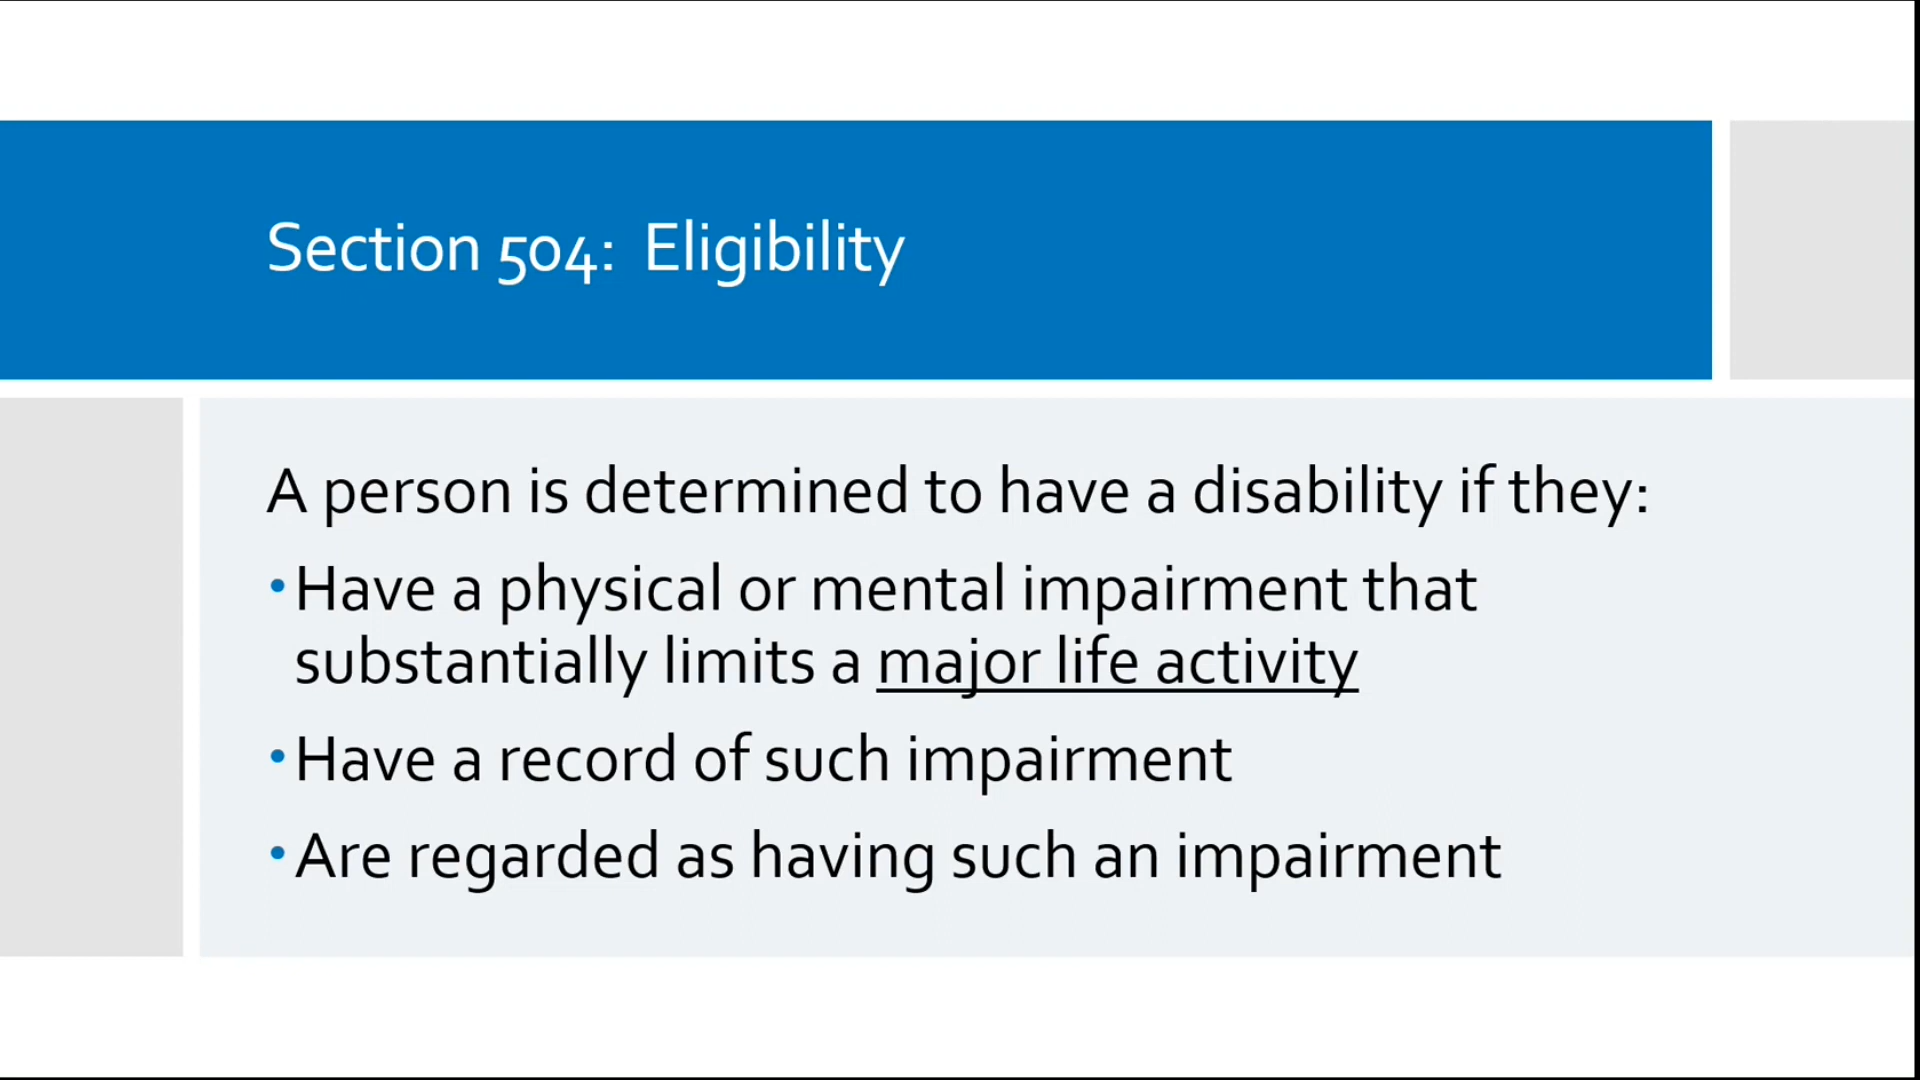 Section 504:  Eligibility
A person is determined to have a disability if they:
•Have a physical or mental impairment that
substantially limits a major life activity
•Have a record of such impairment
•Are regarded as having such an impairment